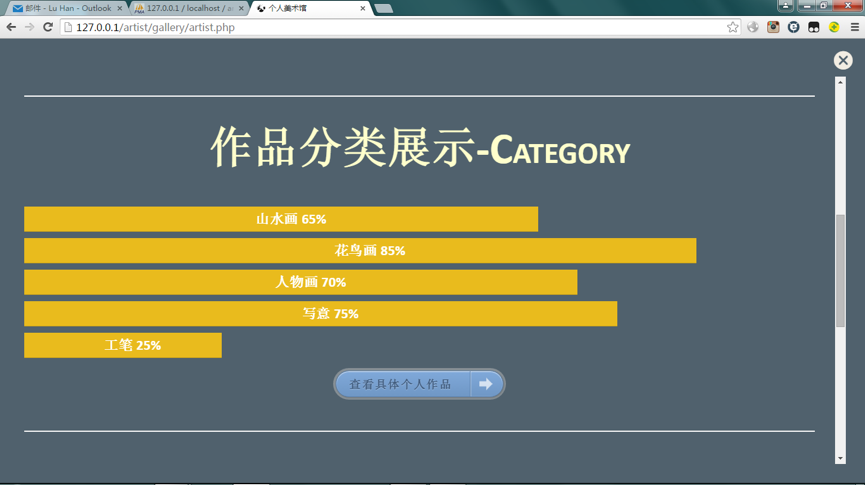 邮件 - Lu Han - Outlook
127.0.0.1 / localhost / a
个人美术馆
127.0.0.1/artist/gallery/artist.php
作品分类展示-CATEGORY
山水画 65%
花鸟画 85%
人物画 70%
写意 75%
工笔 25%
查看具体个人作品